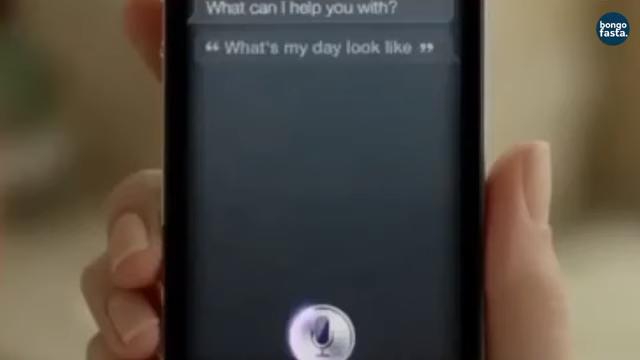 What can I help you with?
“ What's my day look like ”
bongo
fasta.